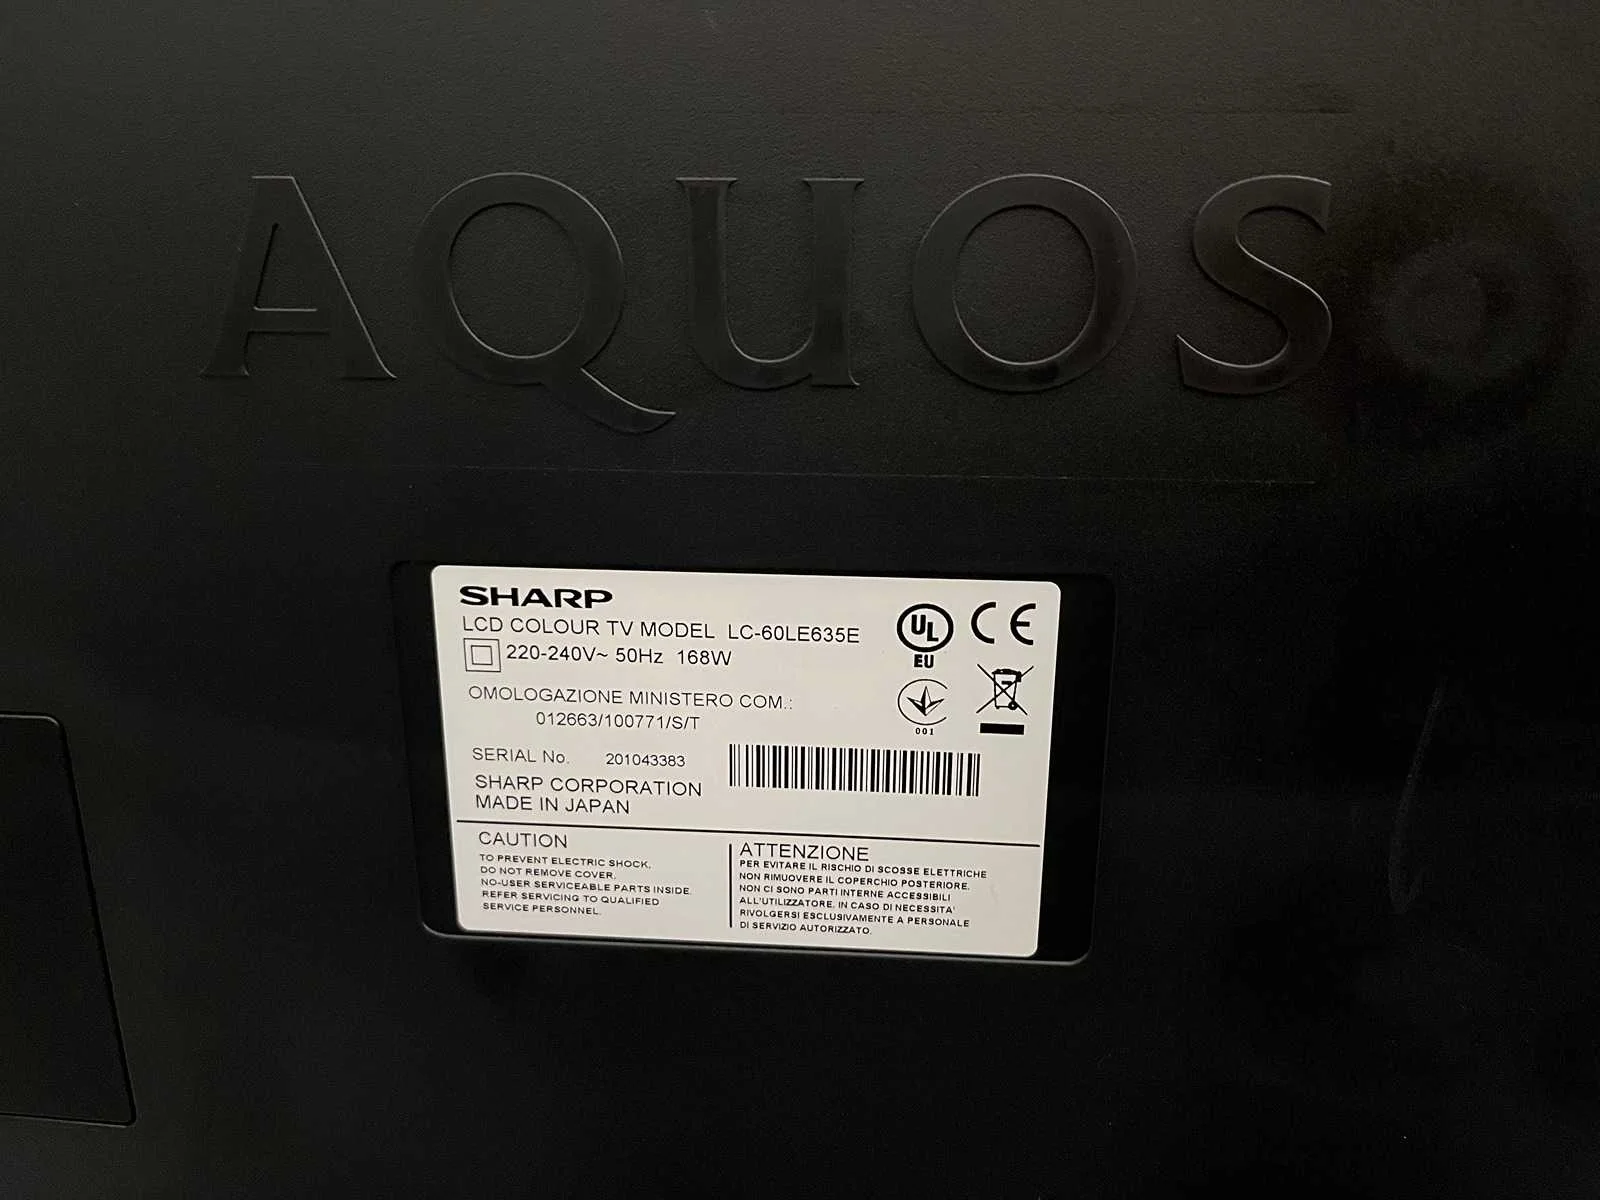 AQUOS
SHARP
LCD COLOUR TV MODEL LC-60LE635E
220-240V~ 50Hz 168W
UL
EU
CE
OMOLOGAZIONE MINISTERO COM.:
012663/100771/S/T
001
SERIAL No. 201043383
SHARP CORPORATION
MADE IN JAPAN
CAUTION
TO PREVENT ELECTRIC SHOCK,
DO NOT REMOVE COVER.
NO-USER SERVICEABLE PARTS INSIDE.
REFER SERVICING TO QUALIFIED
SERVICE PERSONNEL.
ATTENZIONE
PER EVITARE IL RISCHIO DI SCOSSE ELETTRICHE
NON RIMUOVERE IL COPERCHIO POSTERIORE.
NON CI SONO PARTI INTERNE ACCESSIBILI
ALL'UTILIZZATORE. IN CASO DI NECESSITA'
RIVOLGERSI ESCLUSIVAMENTE A PERSONALE
DI SERVIZIO AUTORIZZATO.